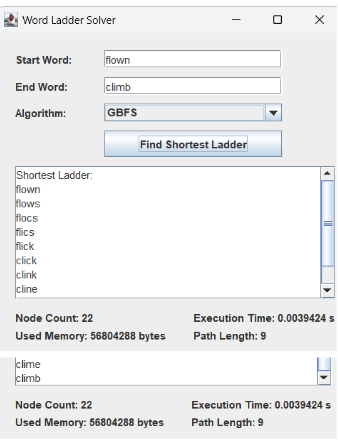 Word Ladder Solver
Start Word: flown
End Word: climb
Algorithm: GBFS
Find Shortest Ladder
Shortest Ladder:
flown
flows
flocs
flics
flick
click
clink
cline
Node Count: 22 Execution Time: 0.0039424 s
Used Memory: 56804288 bytes Path Length: 9
clime
climb
Node Count: 22 Execution Time: 0.0039424 s
Used Memory: 56804288 bytes Path Length: 9